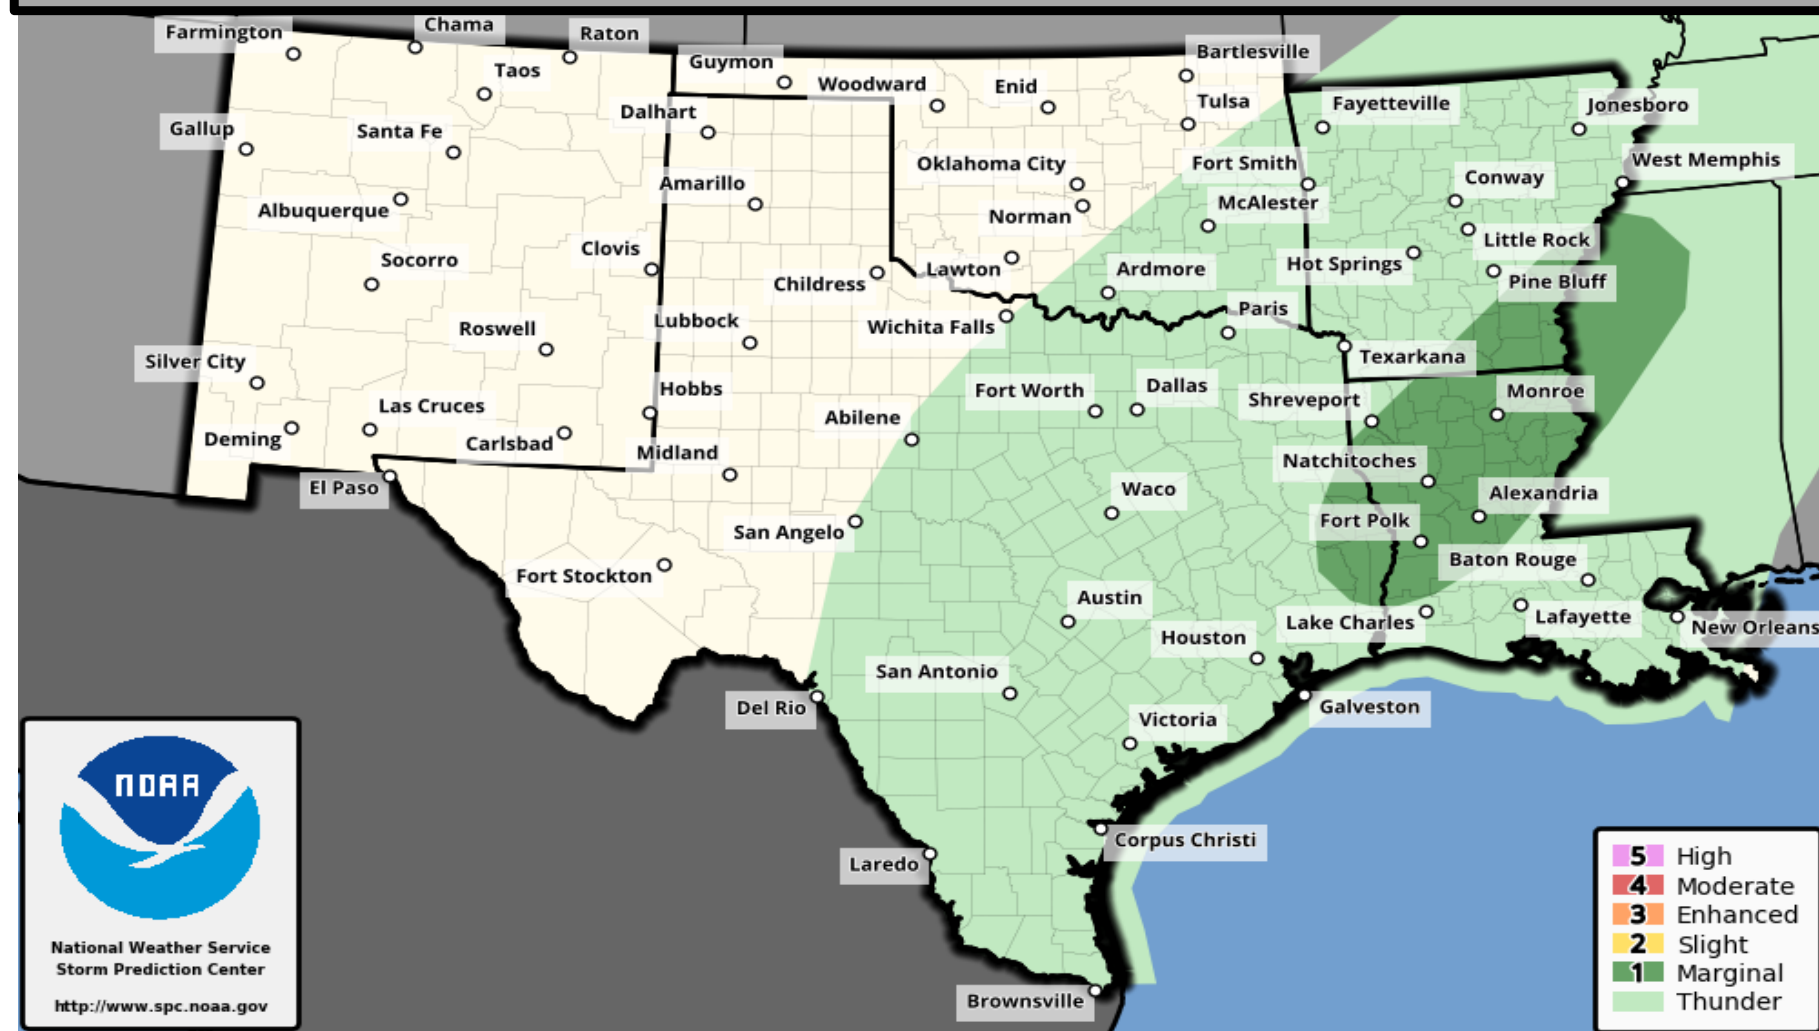 Farmington
Chama
Raton
Taos
Guymon
Woodward
Enid
Bartlesville
Tulsa
Fayetteville
Jonesboro
Gallup
Santa Fe
Dalhart
Oklahoma City
Fort Smith
West Memphis
Conway
Albuquerque
Amarillo
Norman
McAlester
Little Rock
Socorro
Clovis
Childress
Lawton
Ardmore
Hot Springs
Pine Bluff
Roswell
Lubbock
Wichita Falls
Paris
Texarkana
Silver City
Hobbs
Fort Worth
Dallas
Shreveport
Monroe
Las Cruces
Deming
Carlsbad
Midland
Abilene
Natchitoches
El Paso
Waco
Alexandria
San Angelo
Fort Polk
Fort Stockton
Baton Rouge
Austin
Houston
Lake Charles
Lafayette
New Orleans
San Antonio
Del Rio
Victoria
Galveston
Corpus Christi
Laredo
Brownsville
NOAA
National Weather Service
Storm Prediction Center
http://www.spc.noaa.gov
5 High
4 Moderate
3 Enhanced
2 Slight
1 Marginal
Thunder